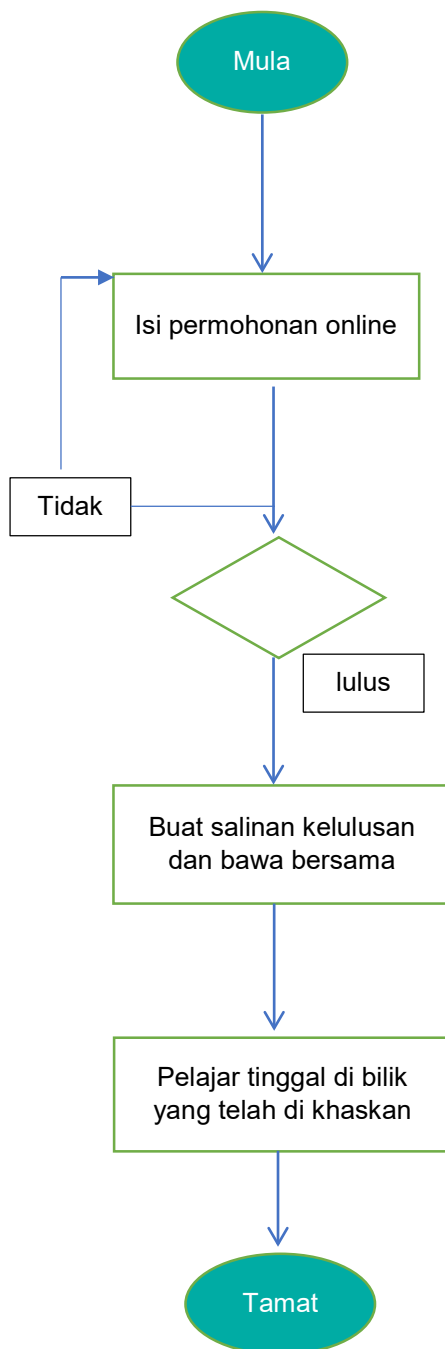 Mula
Isi permohonan online
Tidak
lulus
Buat salinan kelulusan
dan bawa bersama
Pelajar tinggal di bilik
yang telah di khaskan
Tamat